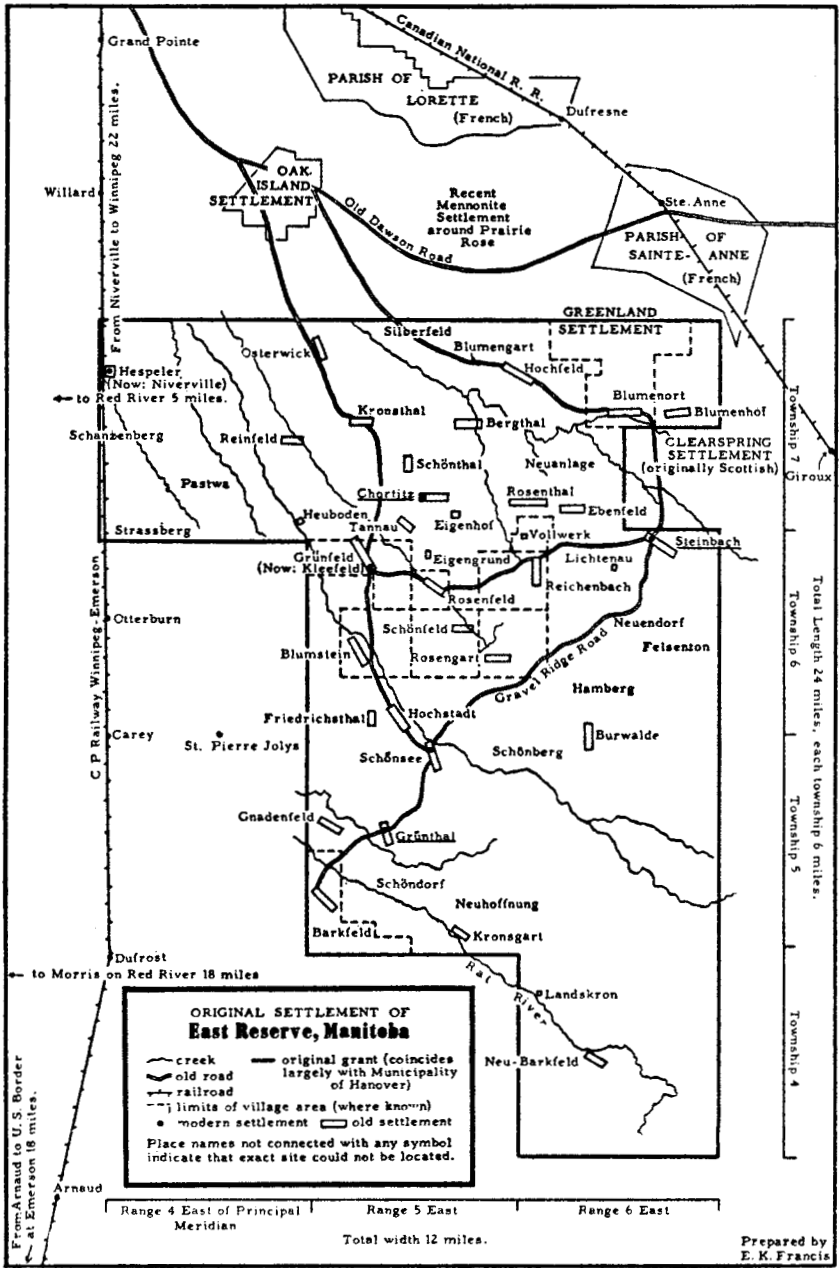 Grand Pointe
Canadian National R. R.
PARISH OF
LORETTE
(French)
Dufresne
From Niverville to Winnipeg 22 miles.
Willard
OAK
ISLAND
SETTLEMENT
Old Dawson Road
Recent
Mennonite
Settlement
around Prairie
Rose
Ste. Anne
PARISH OF
SAINTE-ANNE
(French)
GREENLAND
SETTLEMENT
Silberfeld
Osterwick
Blumengart
Hochfeld
Hespeler
(Now: Niverville)
to Red River 5 miles.
Blumenort
Blumenhof
Kronsthal
Bergthal
Schanzenberg
Reinfeld
CLEARSPRING
SETTLEMENT
(originally Scottish)
Township 7
Giroux
Schönthal
Neuanlage
Pastwa
Chortitz
Rosenthal
Ebenfeld
Heuboden
Tannau
Eigenhof
Strassberg
Vollwerk
Steinbach
Grünfeld
(Now: Kleefeld)
Eigengrund
Lichtenau
Reichenbach
Rosenfeld
Otterburn
Neuendorf
Schönfeld
Felsenton
Blumstein
Rosengart
Gravel Ridge Road
Township 6
Total Length 24 miles, each township 6 miles.
C P Railway Winnipeg-Emerson
Hamberg
Friedrichsthal
Hochstadt
Burwalde
Carey
St. Pierre Jolys
Schönsee
Schönberg
Gnadenfeld
Grünthal
Township 5
Schöndorf
Neuhoffnung
Barkfeld
Kronsgart
Dufrost
to Morris on Red River 18 miles
Rat River
Landskron
Neu-Barkfeld
Township 4
ORIGINAL SETTLEMENT OF
East Reserve, Manitoba
creek
old road
railroad
original grant (coincides
largely with Municipality
of Hanover)
limits of village area (where known)
modern settlement
old settlement
Place names not connected with any symbol
indicate that exact site could not be located.
From Arnaud to U.S. Border
at Emerson 18 miles.
Arnaud
Range 4 East of Principal
Meridian
Range 5 East
Range 6 East
Total width 12 miles.
Prepared by
E. K. Francis